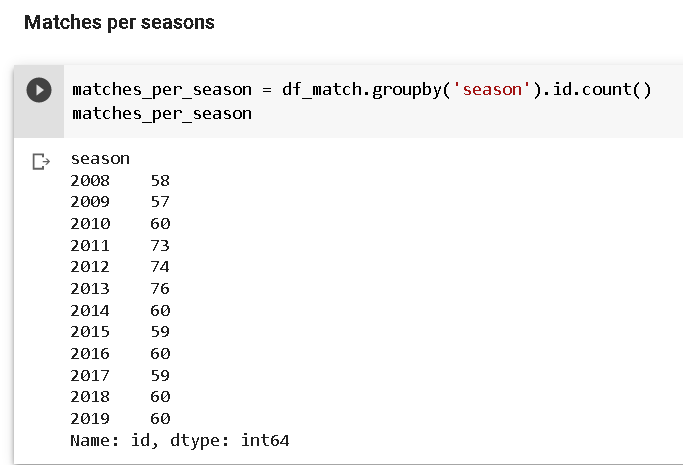 Matches per seasons
matches_per_season = df_match.groupby('season').id.count()
matches_per_season
season
2008    58
2009    57
2010    60
2011    73
2012    74
2013    76
2014    60
2015    59
2016    60
2017    59
2018    60
2019    60
Name: id, dtype: int64